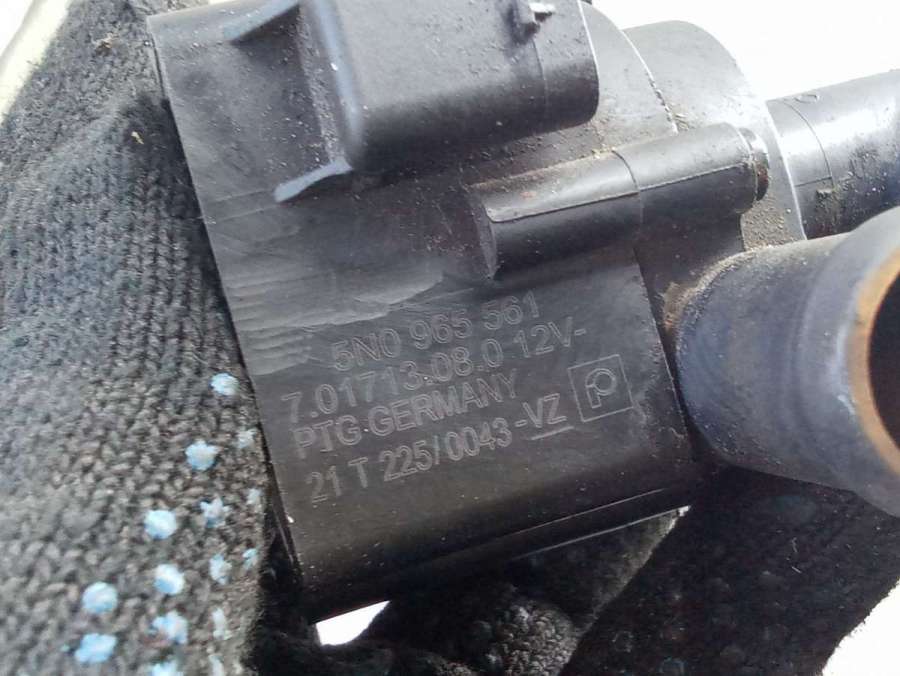 5N0 965 561
7.01713.08.0 12V-
PTG-GERMANY
21 T 225/0043-VZ